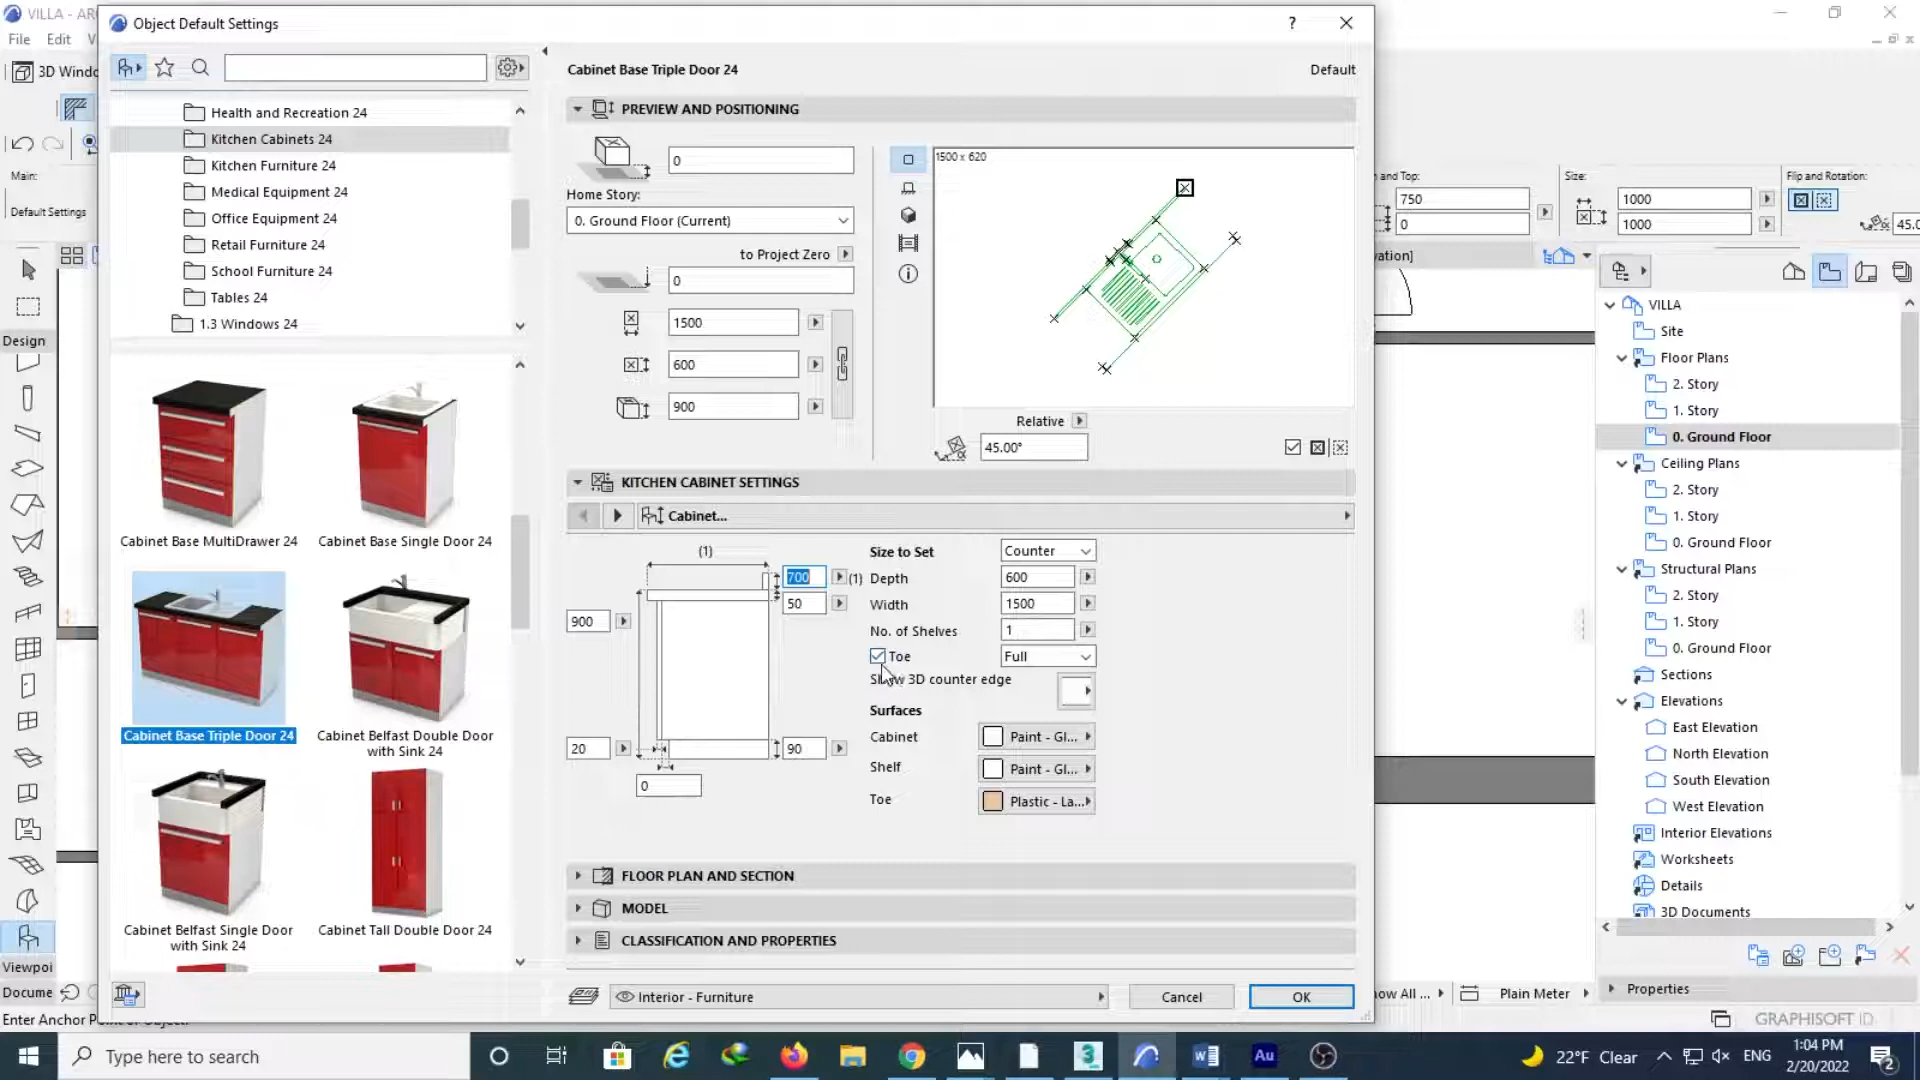 VILLA - AR
Object Default Settings
?
File
Edit
V
3D Windo
Cabinet Base Triple Door 24
Default
Health and Recreation 24
Kitchen Cabinets 24
Kitchen Furniture 24
Medical Equipment 24
Office Equipment 24
Retail Furniture 24
School Furniture 24
Tables 24
1.3 Windows 24
PREVIEW AND POSITIONING
0
Home Story:
0. Ground Floor (Current)
to Project Zero
0
1500
600
900
1500 x 620
Relative
45.00°
Main:
Default Settings
n and Top:
750
0
Size:
1000
1000
Flip and Rotation:
45.0
vation]
Design
Cabinet Base MultiDrawer 24
Cabinet Base Single Door 24
Cabinet Base Triple Door 24
Cabinet Belfast Double Door
with Sink 24
Cabinet Belfast Single Door
with Sink 24
Cabinet Tall Double Door 24
KITCHEN CABINET SETTINGS
Cabinet...
(1)
700
(1)
50
900
20
90
0
Size to Set
Counter
Depth
600
Width
1500
No. of Shelves
1
Toe
Full
Show 3D counter edge
Surfaces
Cabinet
Paint - Gl...
Shelf
Paint - Gl...
Toe
Plastic - La...
FLOOR PLAN AND SECTION
MODEL
CLASSIFICATION AND PROPERTIES
Interior - Furniture
Cancel
OK
VILLA
Site
Floor Plans
2. Story
1. Story
0. Ground Floor
Ceiling Plans
2. Story
1. Story
0. Ground Floor
Structural Plans
2. Story
1. Story
0. Ground Floor
Sections
Elevations
East Elevation
North Elevation
South Elevation
West Elevation
Interior Elevations
Worksheets
Details
3D Documents
Properties
Viewpoi
Docume
ow All ...
Plain Meter
Enter Anchor Point of Object.
GRAPHISOFT ID
Type here to search
Au
22°F Clear
ENG
1:04 PM
2/20/2022
2